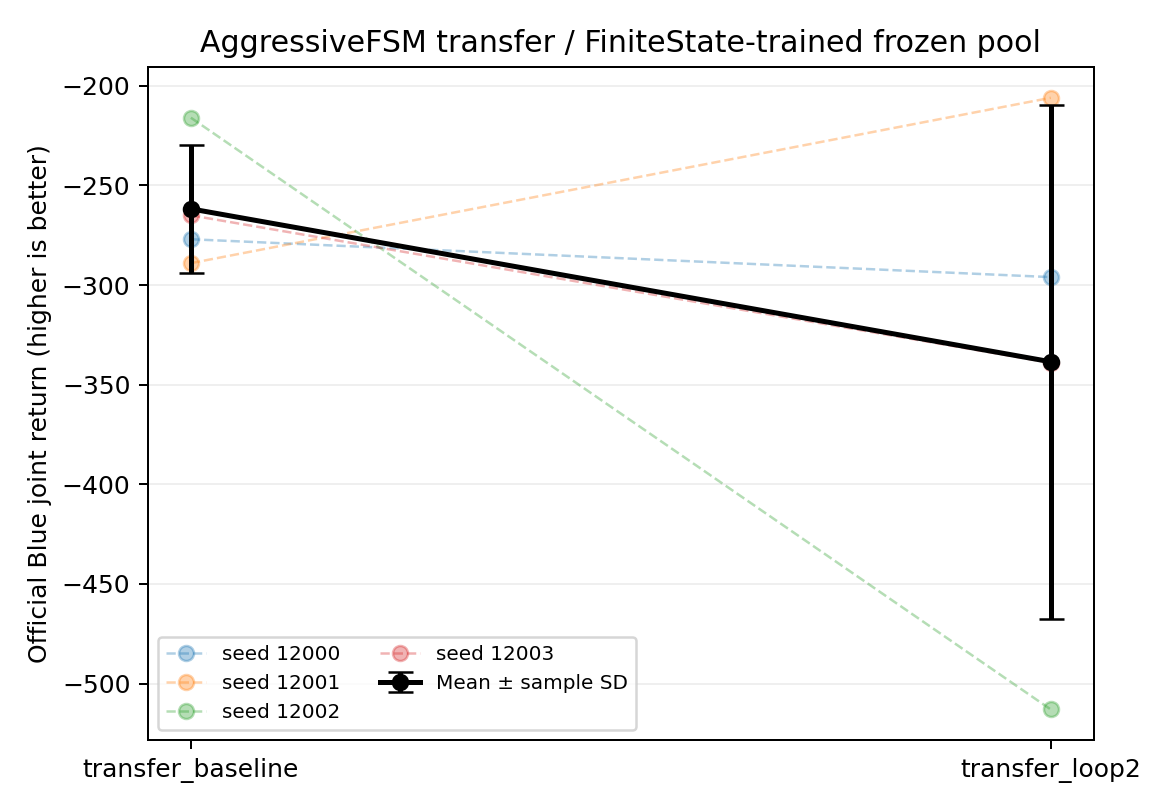 AggressiveFSM transfer / FiniteState-trained frozen pool
Official Blue joint return (higher is better)
−200
−250
−300
−350
−400
−450
−500
seed 12000
seed 12001
seed 12002
seed 12003
Mean ± sample SD
transfer_baseline
transfer_loop2